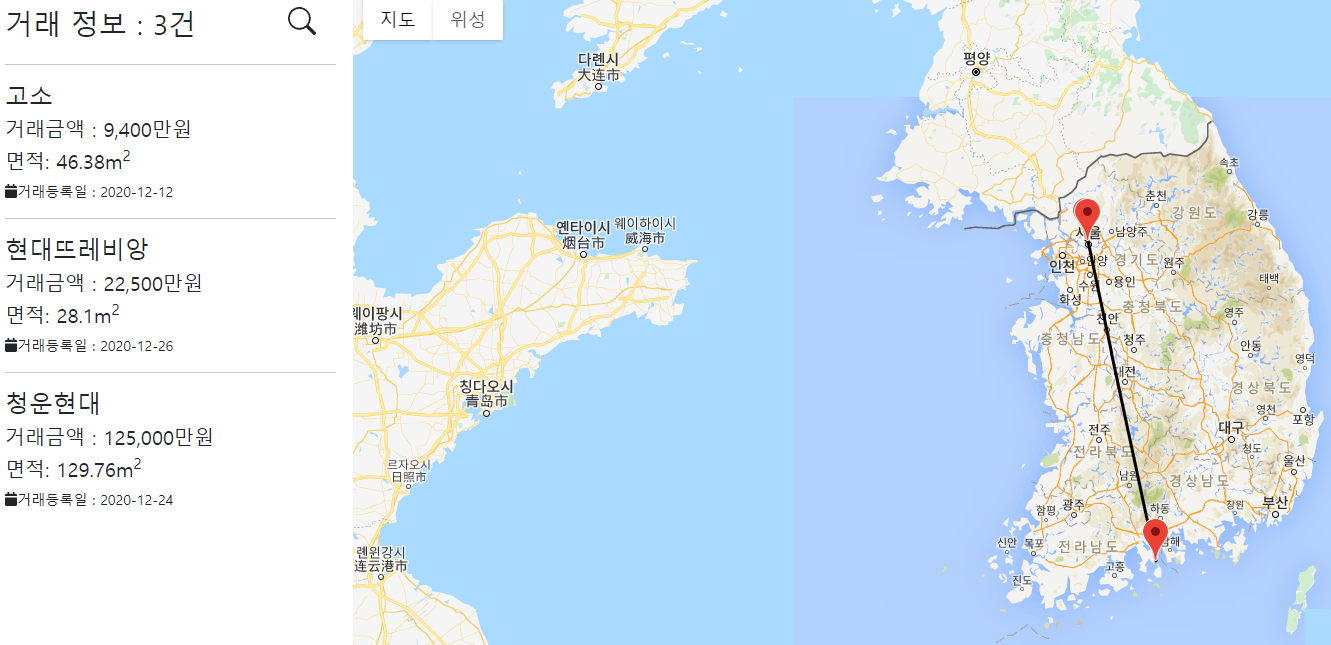 거래 정보 : 3건
고소
거래금액 : 9,400만원
면적: 46.38m²
거래등록일 : 2020-12-12
현대뜨레비앙
거래금액 : 22,500만원
면적: 28.1m²
거래등록일 : 2020-12-26
청운현대
거래금액 : 125,000만원
면적: 129.76m²
거래등록일 : 2020-12-24
지도 위성
다롄시
大连市
평양
속초
춘천
강원도
강릉
서울
남양주
옌타이시
烟台市
웨이하이시
威海市
인천
안양
경기도
원주
수원
용인
태백
화성
충청북도
웨이팡시
潍坊市
천안
영주
충청남도
청주
안동
영덕
대전
칭다오시
青岛市
경상북도
영천
포항
전주
대구
청도
전라북도
르자오시
日照市
남원
경상남도
울산
함평
광주
하동
창원
부산
신안
목포
전라남도
남해
롄윈강시
连云港市
고흥
진도